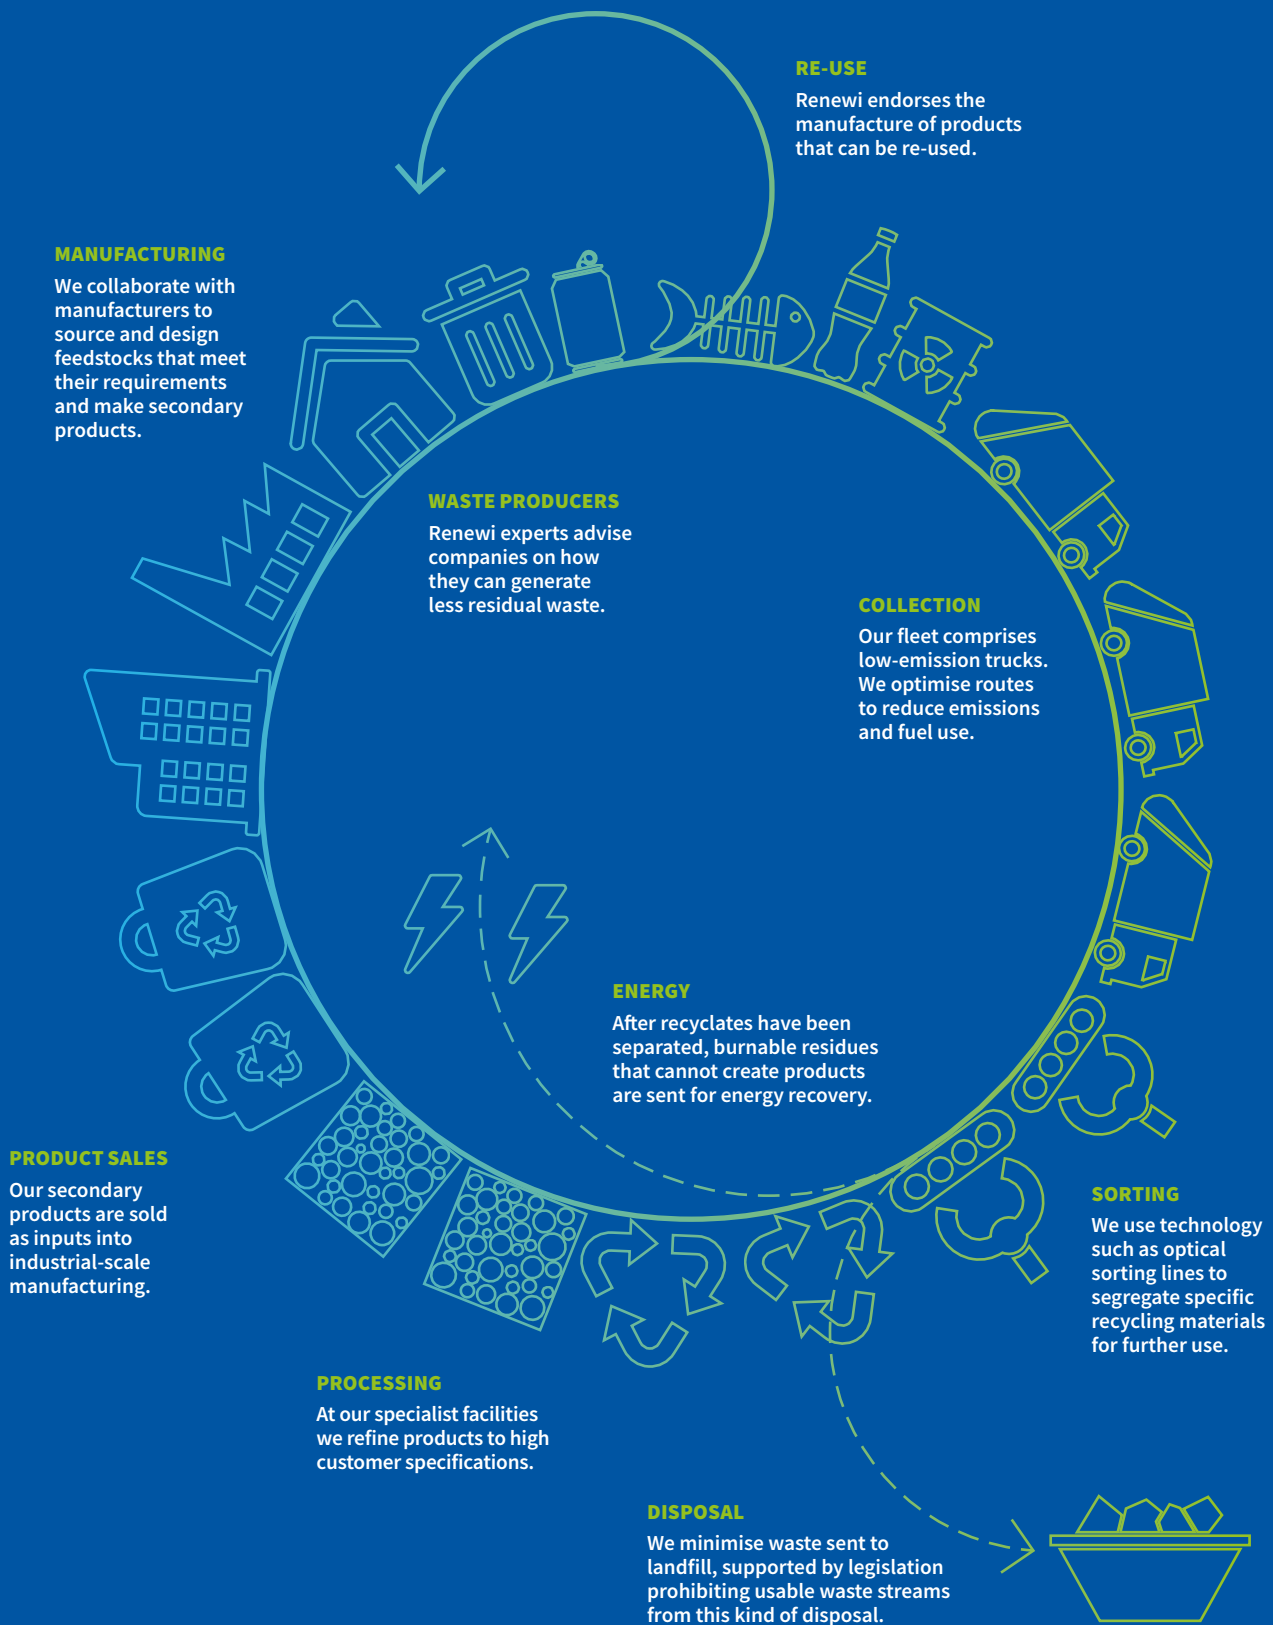 RE-USE
Renewi endorses the
manufacture of products
that can be re-used.
MANUFACTURING
We collaborate with
manufacturers to
source and design
feedstocks that meet
their requirements
and make secondary
products.
WASTE PRODUCERS
Renewi experts advise
companies on how
they can generate
less residual waste.
COLLECTION
Our fleet comprises
low-emission trucks.
We optimise routes
to reduce emissions
and fuel use.
ENERGY
After recyclates have been
separated, burnable residues
that cannot create products
are sent for energy recovery.
PRODUCT SALES
Our secondary
products are sold
as inputs into
industrial-scale
manufacturing.
SORTING
We use technology
such as optical
sorting lines to
segregate specific
recycling materials
for further use.
PROCESSING
At our specialist facilities
we refine products to high
customer specifications.
DISPOSAL
We minimise waste sent to
landfill, supported by legislation
prohibiting usable waste streams
from this kind of disposal.